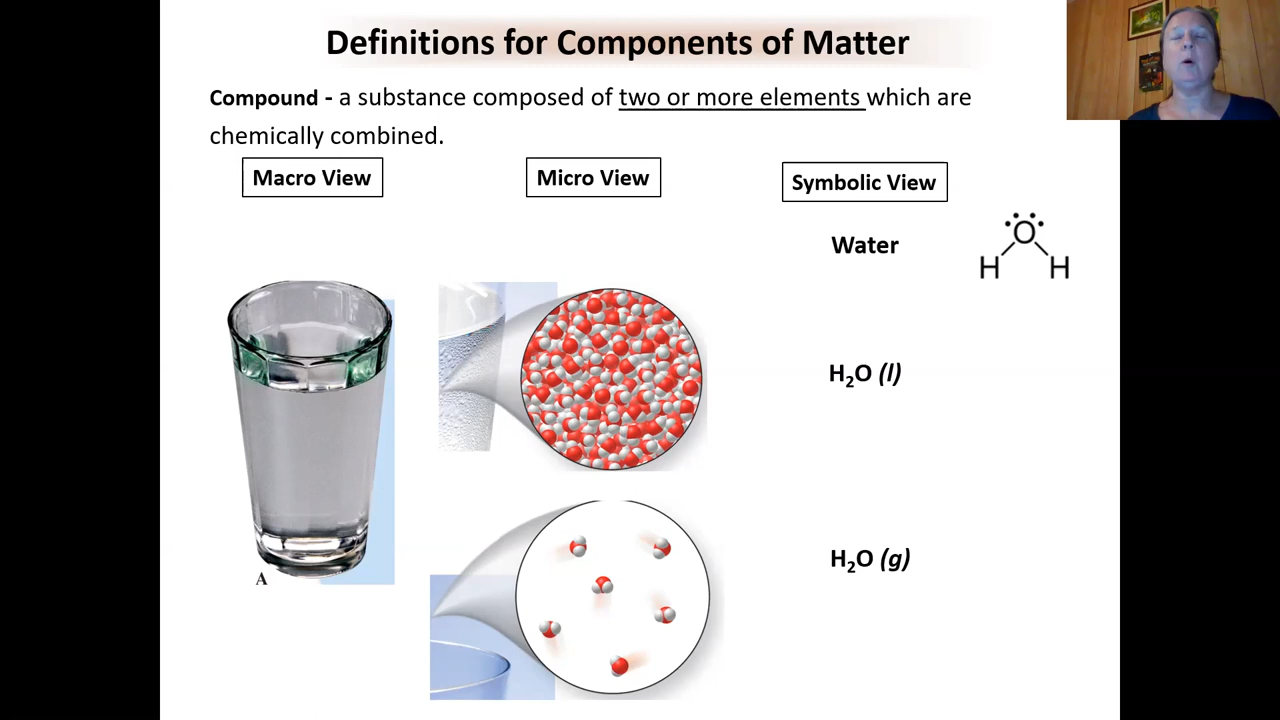 Definitions for Components of Matter
Compound - a substance composed of two or more elements which are
chemically combined.
Macro View
Micro View
Symbolic View
Water
O
H H
H₂O (l)
H₂O (g)
A